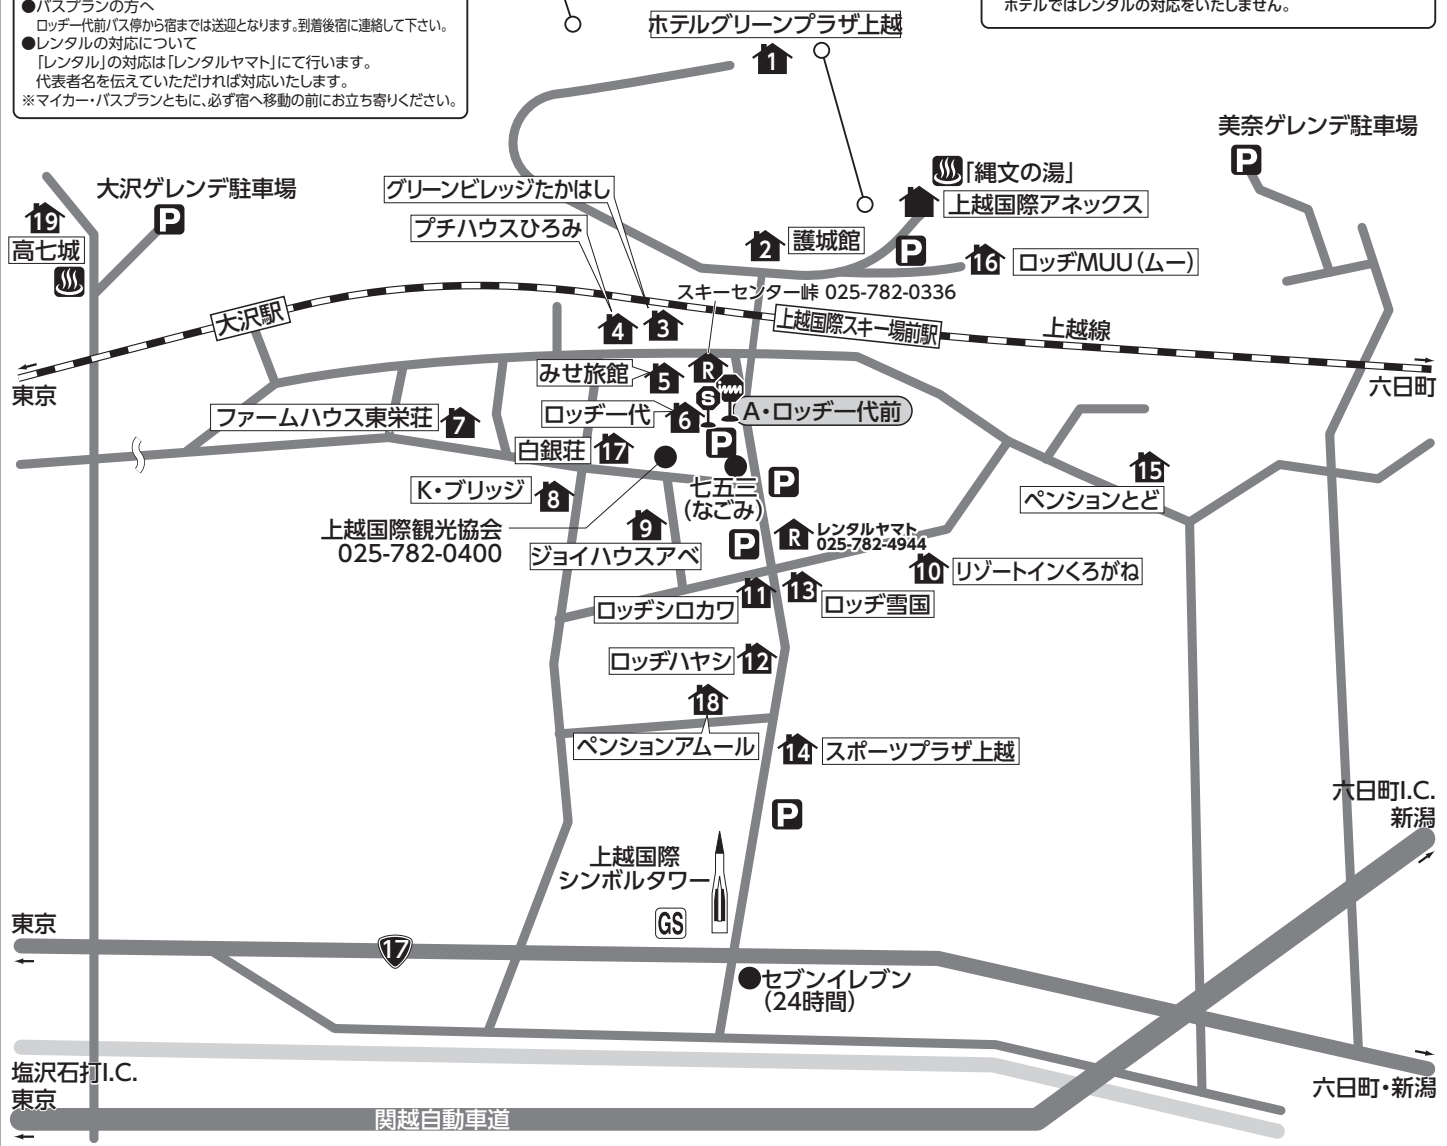 ●バスプランの方へ
ロッヂ一代前バス停から宿までは送迎となります。到着後宿に連絡して下さい。
●レンタルの対応について
「レンタル」の対応は「レンタルヤマト」にて行います。
代表者名を伝えていただければ対応いたします。
※マイカー・バスプランともに、必ず宿へ移動の前にお立ち寄りください。
ホテルではレンタルの対応をいたしません。
ホテルグリーンプラザ上越
1
美奈ゲレンデ駐車場
P
大沢ゲレンデ駐車場
P
19
高七城
グリーンビレッジたかはし
プチハウスひろみ
「縄文の湯」
上越国際アネックス
2
護城館
P
16
ロッヂMUU(ムー)
スキーセンター峠 025-782-0336
大沢駅
4
3
上越国際スキー場前駅
上越線
東京
六日町
みせ旅館
5
R
inn
S
ロッヂ一代
6
A・ロッヂ一代前
ファームハウス東栄荘
7
白銀荘
17
P
15
ペンションとど
K・ブリッジ
8
七五三
(なごみ)
P
上越国際観光協会
025-782-0400
9
ジョイハウスアベ
P
R
レンタルヤマト
025-782-4944
10
リゾートインくろがね
ロッヂシロカワ
11
13
ロッヂ雪国
ロッヂハヤシ
12
18
ペンションアムール
14
スポーツプラザ上越
P
六日町I.C.
新潟
上越国際
シンボルタワー
GS
東京
17
セブンイレブン
(24時間)
塩沢石打I.C.
東京
六日町・新潟
関越自動車道